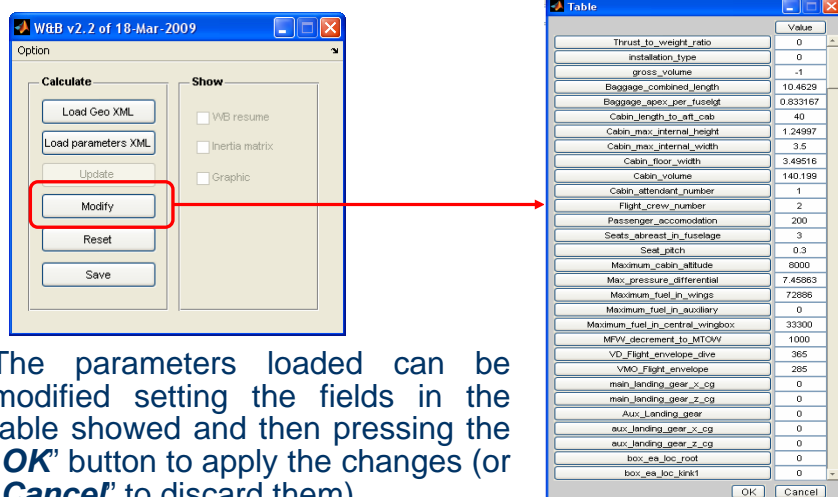 W&B v2.2 of 18-Mar-2009
Option
Calculate
Load Geo XML
Load parameters XML
Update
Modify
Reset
Save
Show
WB resume
Inertia matrix
Graphic
The parameters loaded can be
modified setting the fields in the
table showed and then pressing the
OK” button to apply the changes (or
Cancel” to discard them)
Table
Value
Thrust_to_weight_ratio 0
installation_type 0
gross_volume -1
Baggage_combined_length 10.4629
Baggage_apex_per_fuselgt 0.833167
Cabin_length_to_aft_cab 40
Cabin_max_internal_height 1.24997
Cabin_max_internal_width 3.5
Cabin_floor_width 3.49516
Cabin_volume 140.199
Cabin_attendant_number 1
Flight_crew_number 2
Passenger_accomodation 200
Seats_abreast_in_fuselage 3
Seat_pitch 0.3
Maximum_cabin_altitude 8000
Max_pressure_differential 7.45863
Maximum_fuel_in_wings 72886
Maximum_fuel_in_auxiliary 0
Maximum_fuel_in_central_wingbox 33300
MFW_decrement_to_MTOW 1000
VD_Flight_envelope_dive 365
VMO_Flight_envelope 285
main_landing_gear_x_cg 0
main_landing_gear_z_cg 0
Aux_Landing_gear 0
aux_landing_gear_x_cg 0
aux_landing_gear_z_cg 0
box_ea_loc_root 0
box_ea_loc_kink1 0
OK Cancel